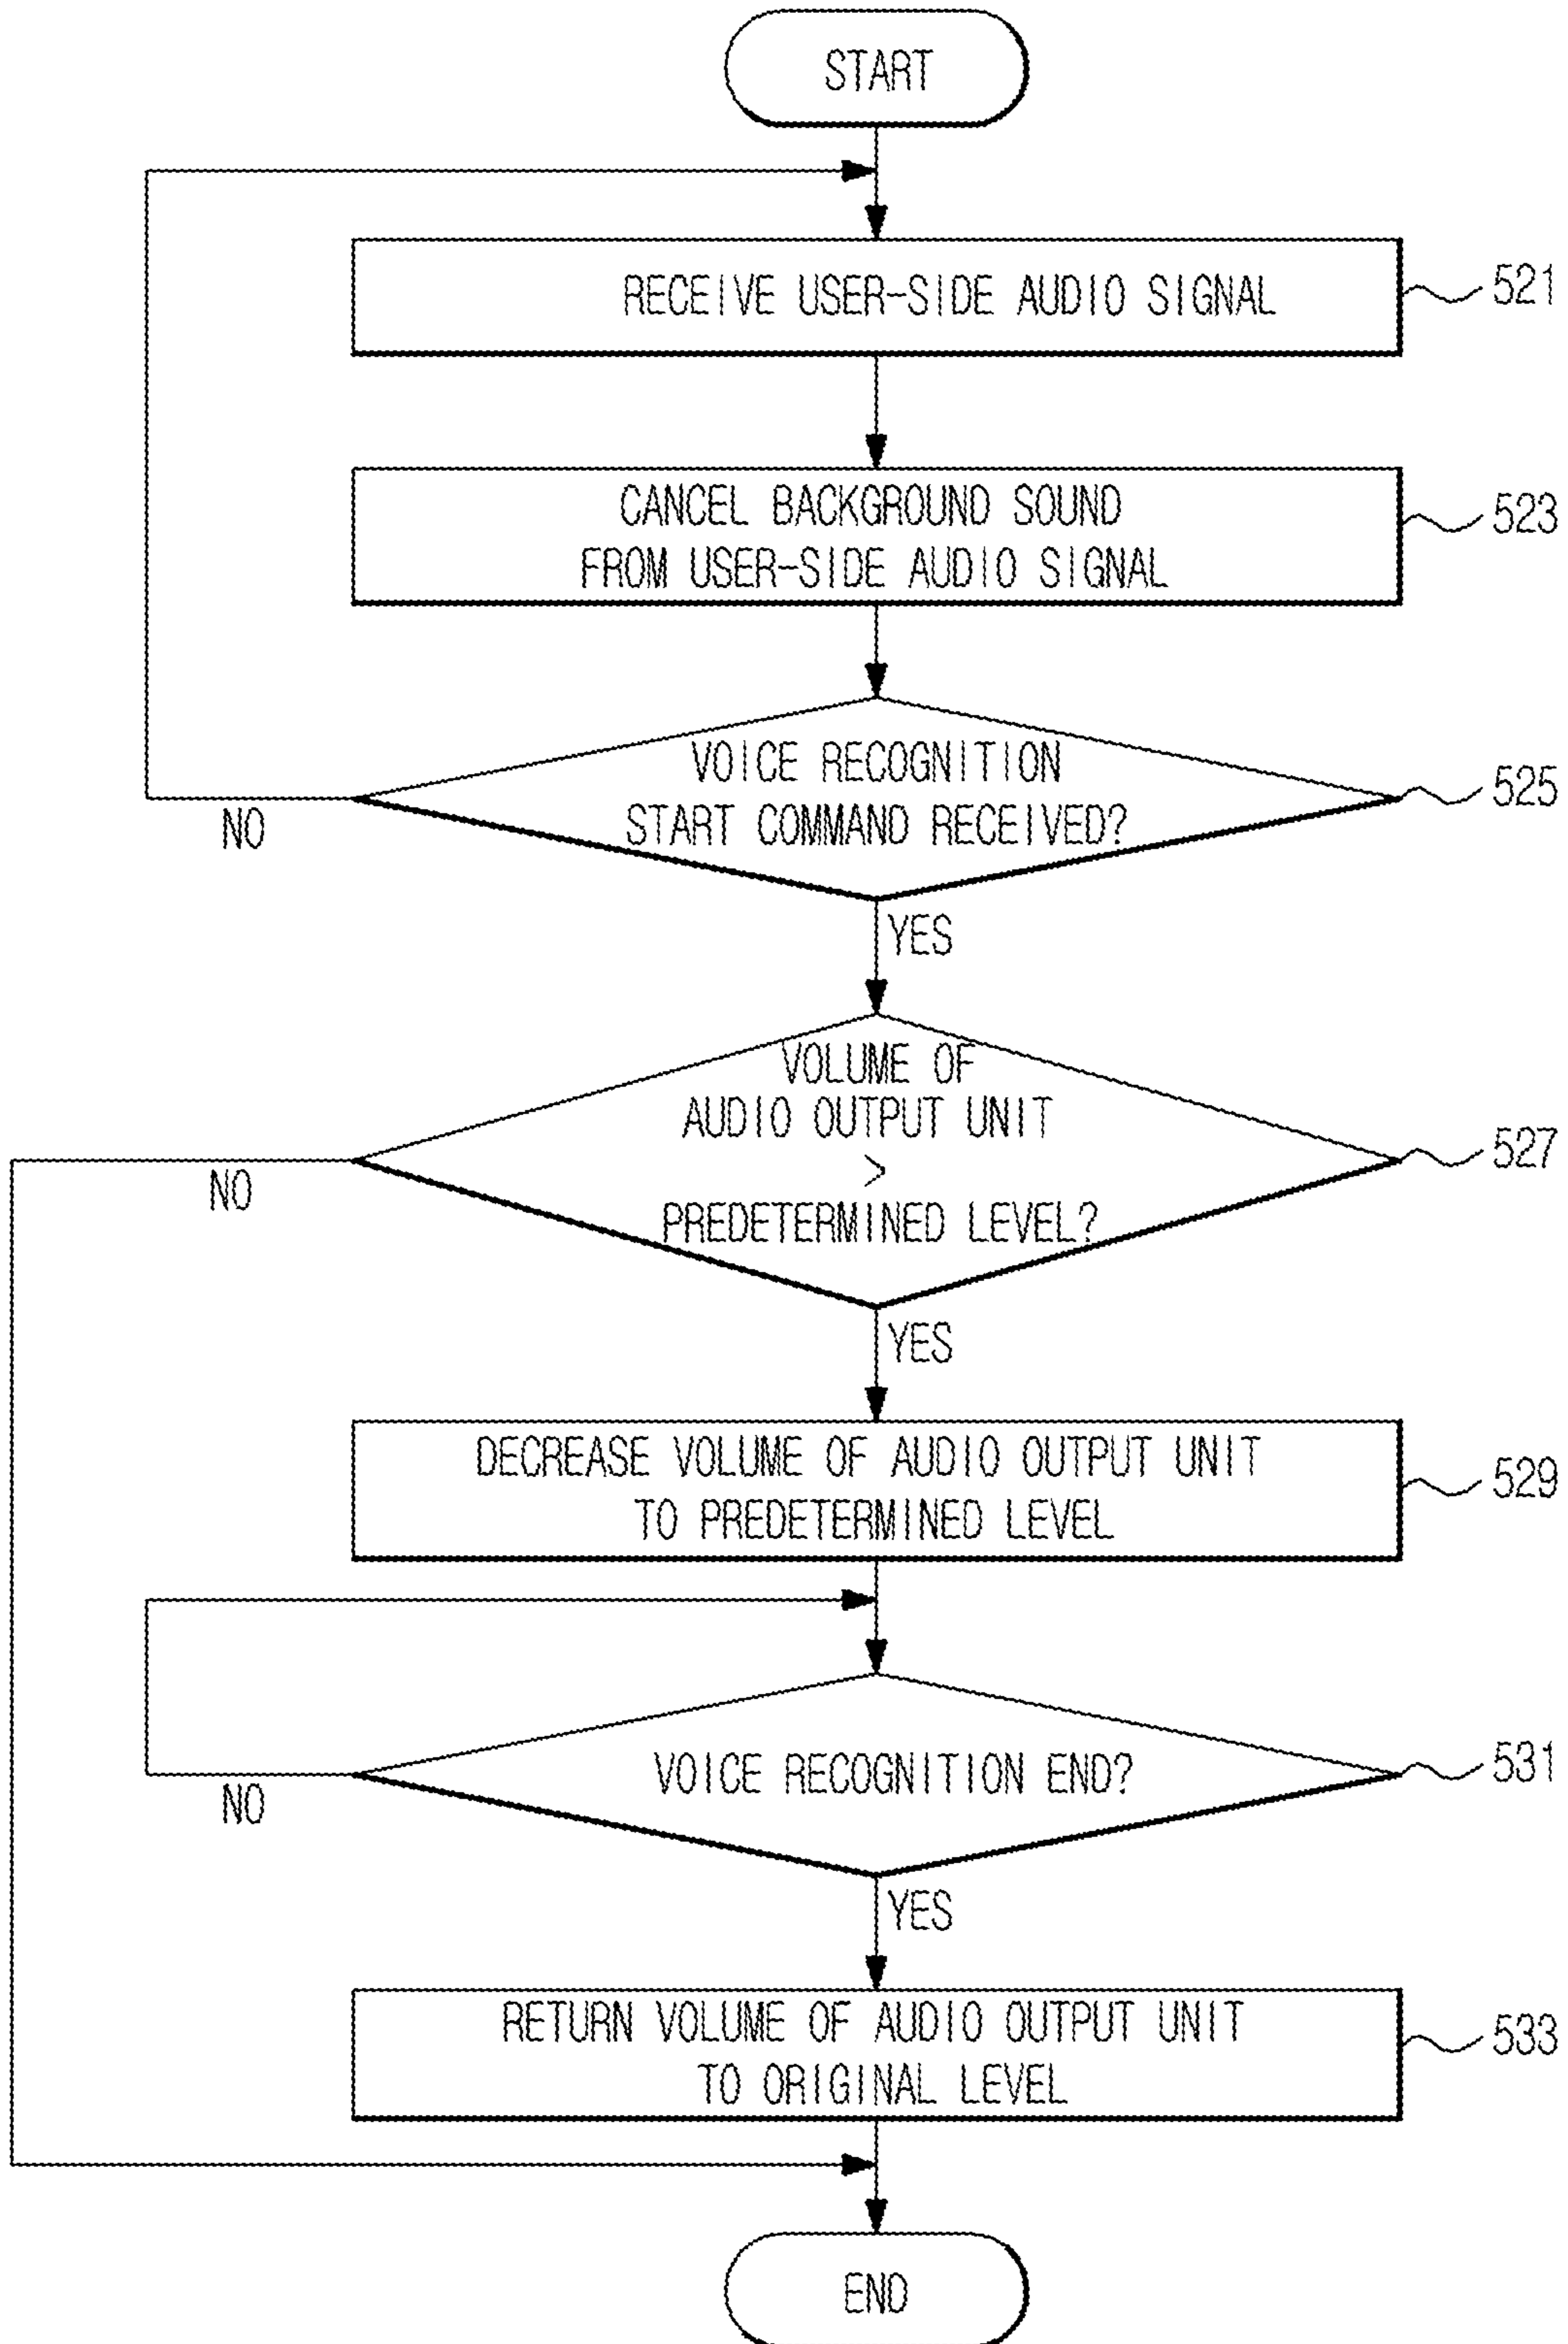 START
RECEIVE USER-SIDE AUDIO SIGNAL
521
CANCEL BACKGROUND SOUND
FROM USER-SIDE AUDIO SIGNAL
523
VOICE RECOGNITION
START COMMAND RECEIVED?
525
NO
YES
VOLUME OF
AUDIO OUTPUT UNIT
>
PREDETERMINED LEVEL?
527
NO
YES
DECREASE VOLUME OF AUDIO OUTPUT UNIT
TO PREDETERMINED LEVEL
529
VOICE RECOGNITION END?
531
NO
YES
RETURN VOLUME OF AUDIO OUTPUT UNIT
TO ORIGINAL LEVEL
533
END